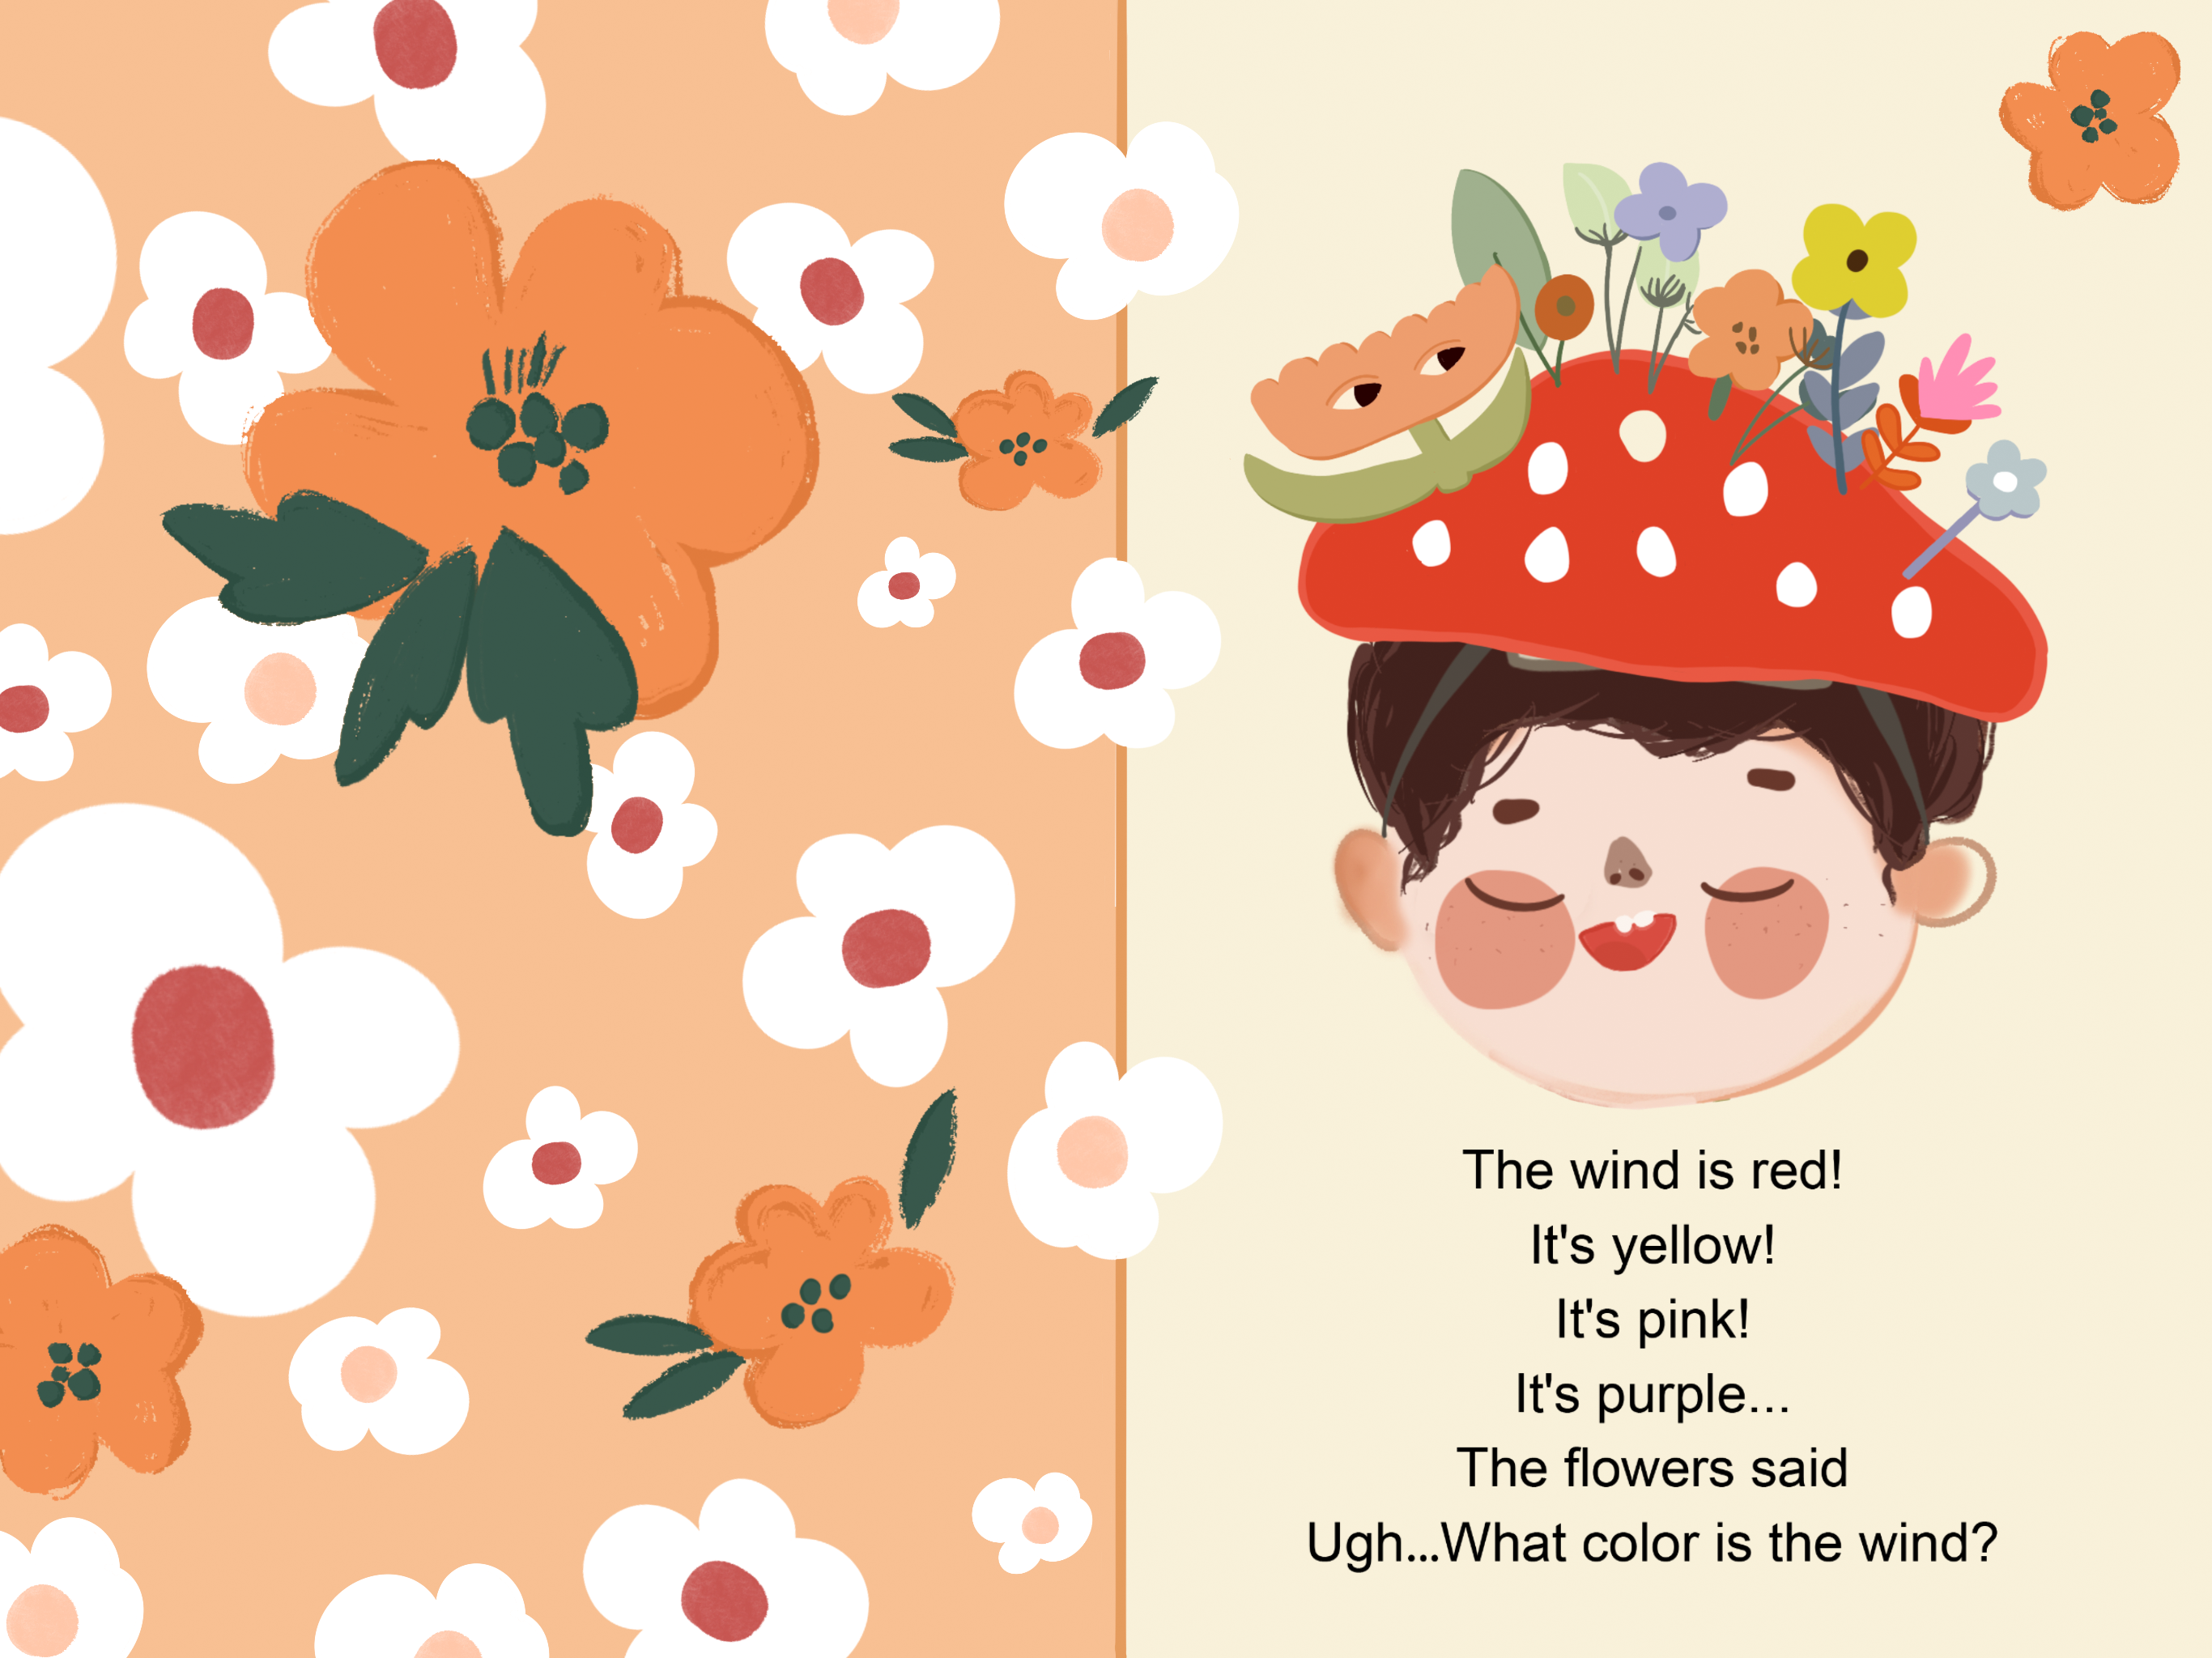 The wind is red!
It's yellow!
It's pink!
It's purple...
The flowers said
Ugh...What color is the wind?